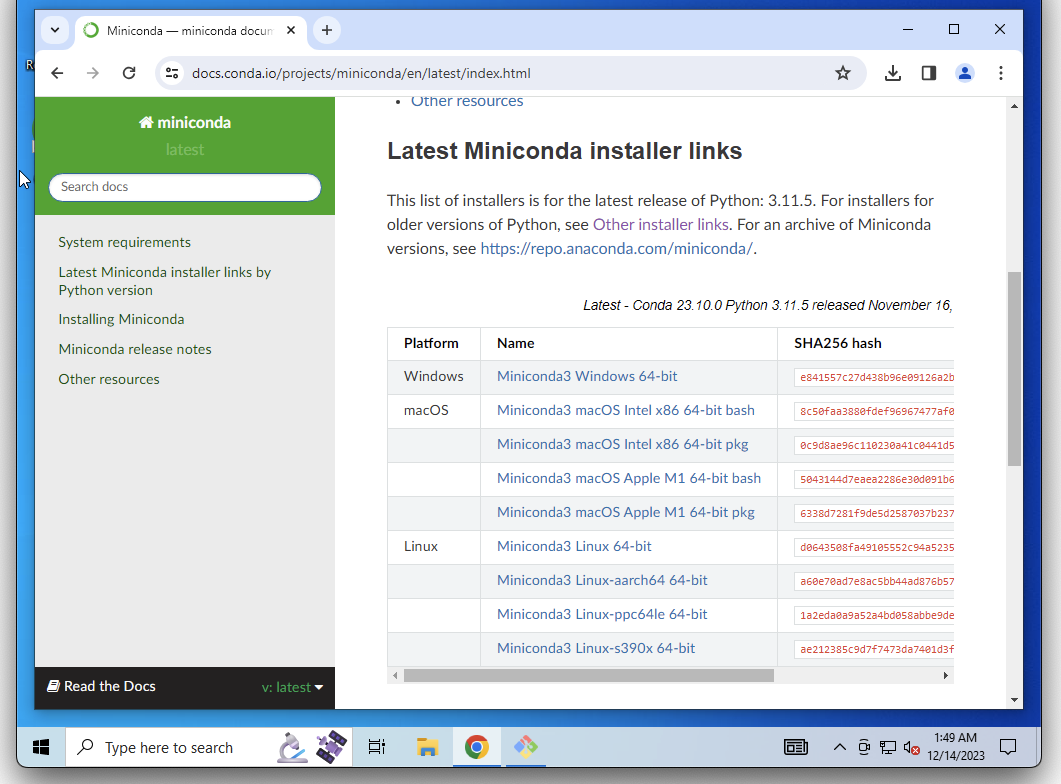 Miniconda — miniconda docum
docs.conda.io/projects/miniconda/en/latest/index.html
miniconda
latest
Search docs
System requirements
Latest Miniconda installer links by
Python version
Installing Miniconda
Miniconda release notes
Other resources
Read the Docs
v: latest
Other resources
Latest Miniconda installer links
This list of installers is for the latest release of Python: 3.11.5. For installers for
older versions of Python, see Other installer links. For an archive of Miniconda
versions, see https://repo.anaconda.com/miniconda/.
Latest - Conda 23.10.0 Python 3.11.5 released November 16,
Platform Name SHA256 hash
Windows Miniconda3 Windows 64-bit e841557c27d438b96e09126a2b
macOS Miniconda3 macOS Intel x86 64-bit bash 8c50faa3880fdef96967477af0
Miniconda3 macOS Intel x86 64-bit pkg 0c9d8ae96c110230a41c0441d5
Miniconda3 macOS Apple M1 64-bit bash 5043144d7eaea2286e30d091b6
Miniconda3 macOS Apple M1 64-bit pkg 6338d7281f9de5d2587037b237
Linux Miniconda3 Linux 64-bit d0643508fa49105552c94a5235
Miniconda3 Linux-aarch64 64-bit a60e70ad7e8ac5bb44ad876b57
Miniconda3 Linux-ppc64le 64-bit 1a2eda0a9a52a4bd058abbe9de
Miniconda3 Linux-s390x 64-bit ae212385c9d7f7473da7401d3f
Type here to search
1:49 AM
12/14/2023